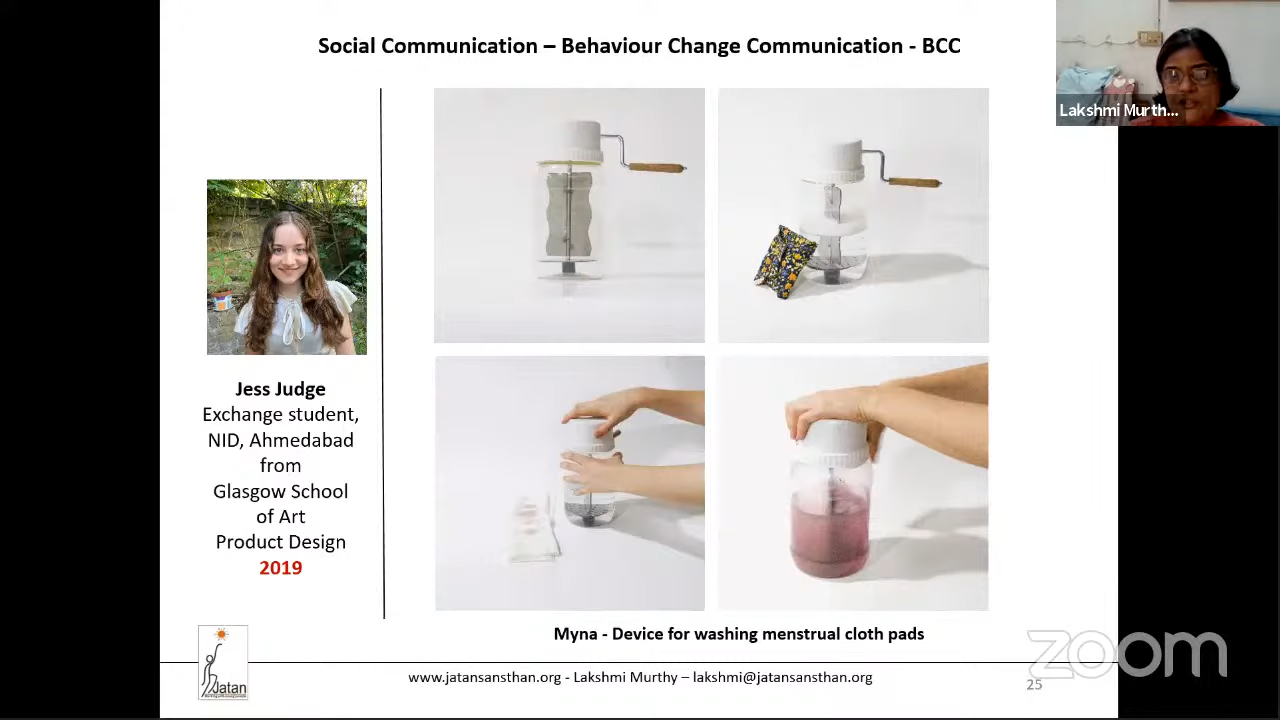 Social Communication – Behaviour Change Communication - BCC
Lakshmi Murth...
Jess Judge
Exchange student,
NID, Ahmedabad
from
Glasgow School
of Art
Product Design
2019
Myna - Device for washing menstrual cloth pads
Jatan
www.jatansansthan.org - Lakshmi Murthy – lakshmi@jatansansthan.org
zoom
25